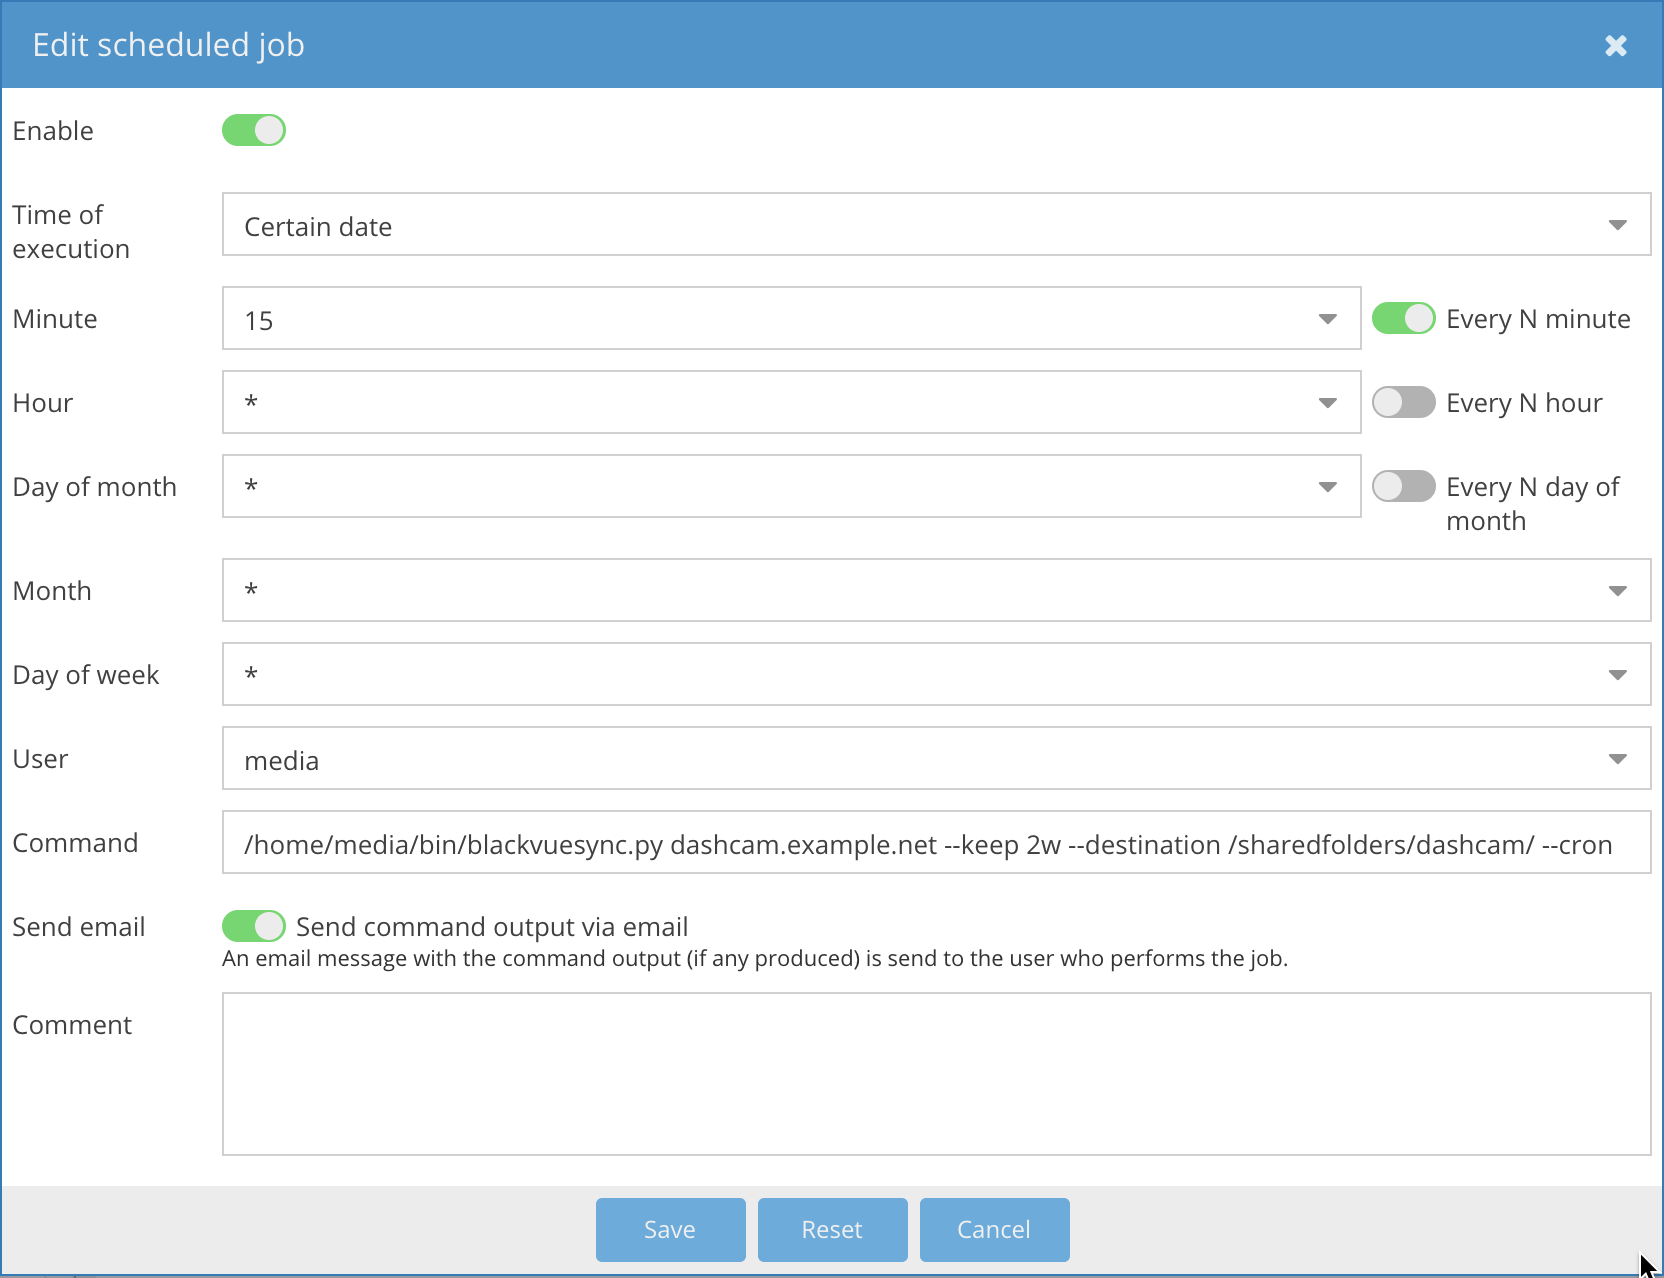 Edit scheduled job
Enable
Time of
execution
Certain date
Minute
15
Every N minute
Hour
*
Every N hour
Day of month
*
Every N day of
month
Month
*
Day of week
*
User
media
Command
/home/media/bin/blackvuesync.py dashcam.example.net --keep 2w --destination /sharedfolders/dashcam/ --cron
Send email
Send command output via email
An email message with the command output (if any produced) is send to the user who performs the job.
Comment
Save
Reset
Cancel